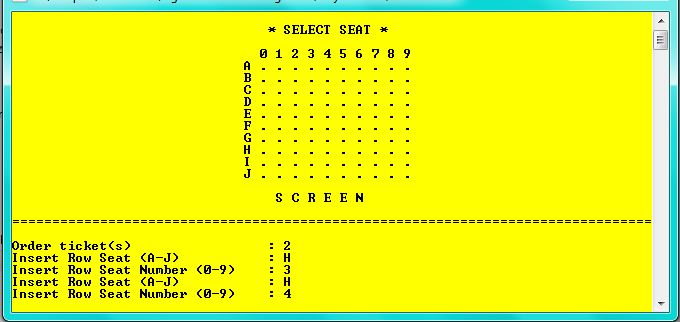 * SELECT SEAT *
0 1 2 3 4 5 6 7 8 9
A . . . . . . . . . .
B . . . . . . . . . .
C . . . . . . . . . .
D . . . . . . . . . .
E . . . . . . . . . .
F . . . . . . . . . .
G . . . . . . . . . .
H . . . . . . . . . .
I . . . . . . . . . .
J . . . . . . . . . .
S C R E E N
================================================================================
Order ticket(s) : 2
Insert Row Seat (A-J) : H
Insert Row Seat Number (0-9) : 3
Insert Row Seat (A-J) : H
Insert Row Seat Number (0-9) : 4